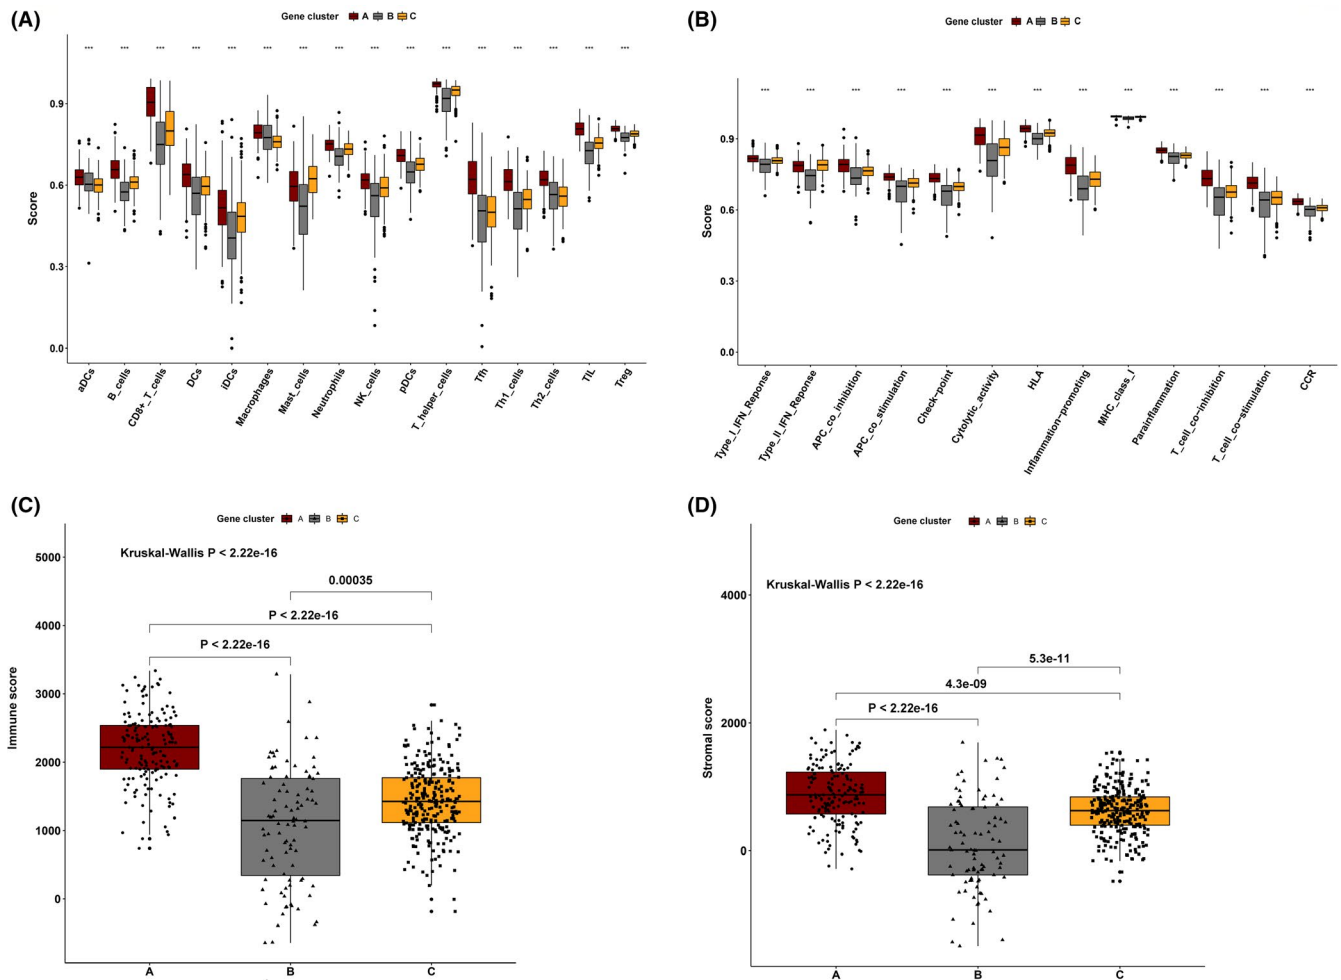 (A)
Gene cluster A B C
*** *** *** *** *** *** *** *** *** *** *** *** *** *** *** ***
0.9
0.6
0.3
0.0
Score
aDCs
B_cells
CD8+_T_cells
DCs
iDCs
Macrophages
Mast_cells
Neutrophils
NK_cells
pDCs
T_helper_cells
Tfh
Th1_cells
Th2_cells
TIL
Treg
(B)
Gene cluster A B C
*** *** *** *** *** *** *** *** *** *** *** *** ***
0.9
0.6
0.3
0.0
Score
Type_I_IFN_Reponse
Type_II_IFN_Reponse
APC_co_inhibition
APC_co_stimulation
Check-point
Cytolytic_activity
HLA
Inflammation-promoting
MHC_class_I
Parainflammation
T_cell_co-inhibition
T_cell_co-stimulation
CCR
(C)
Gene cluster A B C
Kruskal-Wallis P < 2.22e-16
0.00035
P < 2.22e-16
P < 2.22e-16
5000
4000
3000
2000
1000
0
Immune score
A B C
(D)
Gene cluster A B C
Kruskal-Wallis P < 2.22e-16
5.3e-11
4.3e-09
P < 2.22e-16
4000
2000
0
Stromal score
A B C